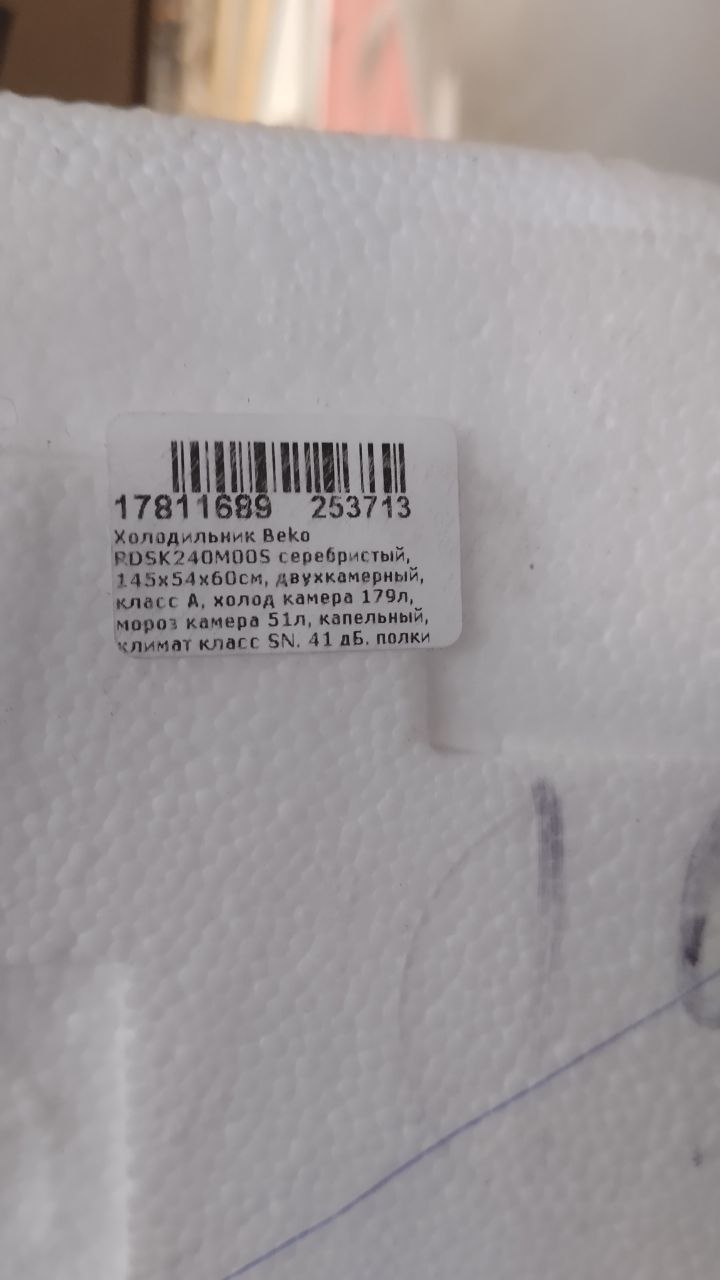 17811689 253713
Холодильник Beko
RDSK240M00S серебристый,
145x54x60см, двухкамерный,
класс A, холод камера 179л,
мороз камера 51л, капельный,
климат класс SN. 41 дБ. полки